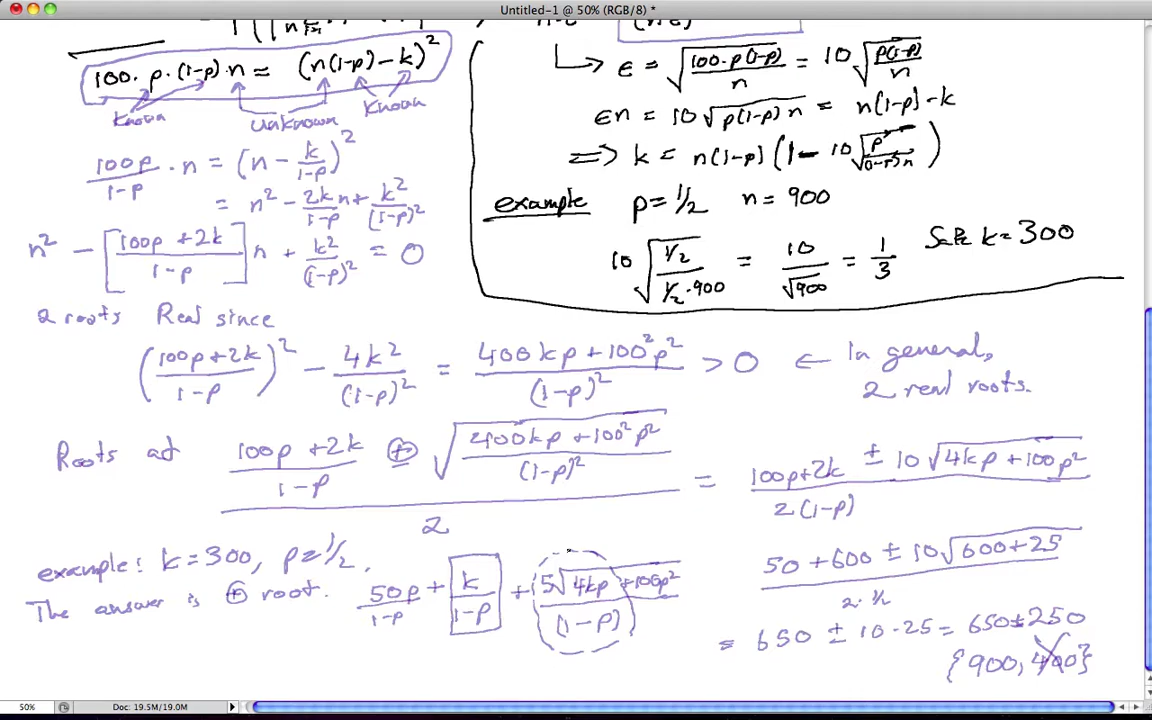 Untitled-1 @ 50% (RGB/8) *
100 · p · (1-p) · n = (n(1-p) - k)²
Known Unknown Known
100p/(1-p) · n = (n - k/(1-p))²
= n² - 2kn/(1-p) + k²/(1-p)²
n² - [(100p + 2k)/(1-p)] n + k²/(1-p)² = 0
2 roots Real since
((100p+2k)/(1-p))² - 4k²/(1-p)² = (400kp + 100²p²)/(1-p)² > 0 ← In general, 2 real roots.
Roots at ((100p + 2k)/(1-p) ⊕ √((400kp + 100²p²)/(1-p)²))/2 = (100p+2k ± 10√(4kp + 100p²))/(2(1-p))
example: k = 300, p = 1/2,
The answer is ⊕ root. 50p/(1-p) + k/(1-p) + 5√(4kp + 100p²)/(1-p)
(50 + 600 ± 10√(600+25))/(2·1/2)
= 650 ± 10·25 = 650 ± 250
{900, 400}
→ ϵ = √(100·p(1-p)/n) = 10√(p(1-p)/n)
ϵn = 10√(p(1-p)n) = n(1-p) - k
⇒ k = n(1-p)(1 - 10√(p/((1-p)n)))
example p = 1/2 n = 900
10√((1/2)/(1/2·900)) = 10/√900 = 1/3 k = 300
50% Doc: 19.5M/19.0M